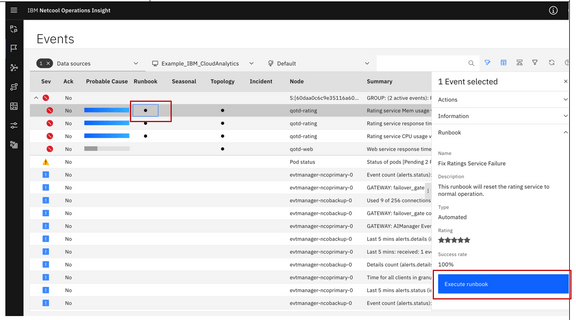 IBM Netcool Operations Insight
Events
1 × Data sources
Example_IBM_CloudAnalytics
Default
Sev Ack Probable Cause Runbook Seasonal Topology Incident Node Summary
No GROUP: (2 active events):
No qotd-rating Rating service Mem usage
No qotd-rating Rating service response tim
No qotd-rating Rating service CPU usage
No qotd-web Web service response time
No Pod status Status of pods (Pending 2
No evtmanager-ncoprimary-0 Event count (alerts.status):
No evtmanager-ncoprimary-0 GATEWAY: failover_gate
No evtmanager-ncobackup-0 Used 9 of 256 connections
No evtmanager-ncobackup-0 GATEWAY: failover_gate
No evtmanager-ncoprimary-0 GATEWAY: AIManager Even
No evtmanager-ncobackup-0 Last 5 mins alerts.details
No evtmanager-ncoprimary-0 Last 5 mins: received: 1
No evtmanager-ncobackup-0 Details count (alerts.detail
No evtmanager-ncoprimary-0 Time for all clients in granu
No evtmanager-ncoprimary-0 Last 5 mins alerts.status
No evtmanager-ncobackup-0 Event count (alerts.status):
1 Event selected
Actions
Information
Runbook
Name
Fix Ratings Service Failure
Description
This runbook will reset the rating service to
normal operation.
Type
Automated
Rating
Success rate
100%
Execute runbook